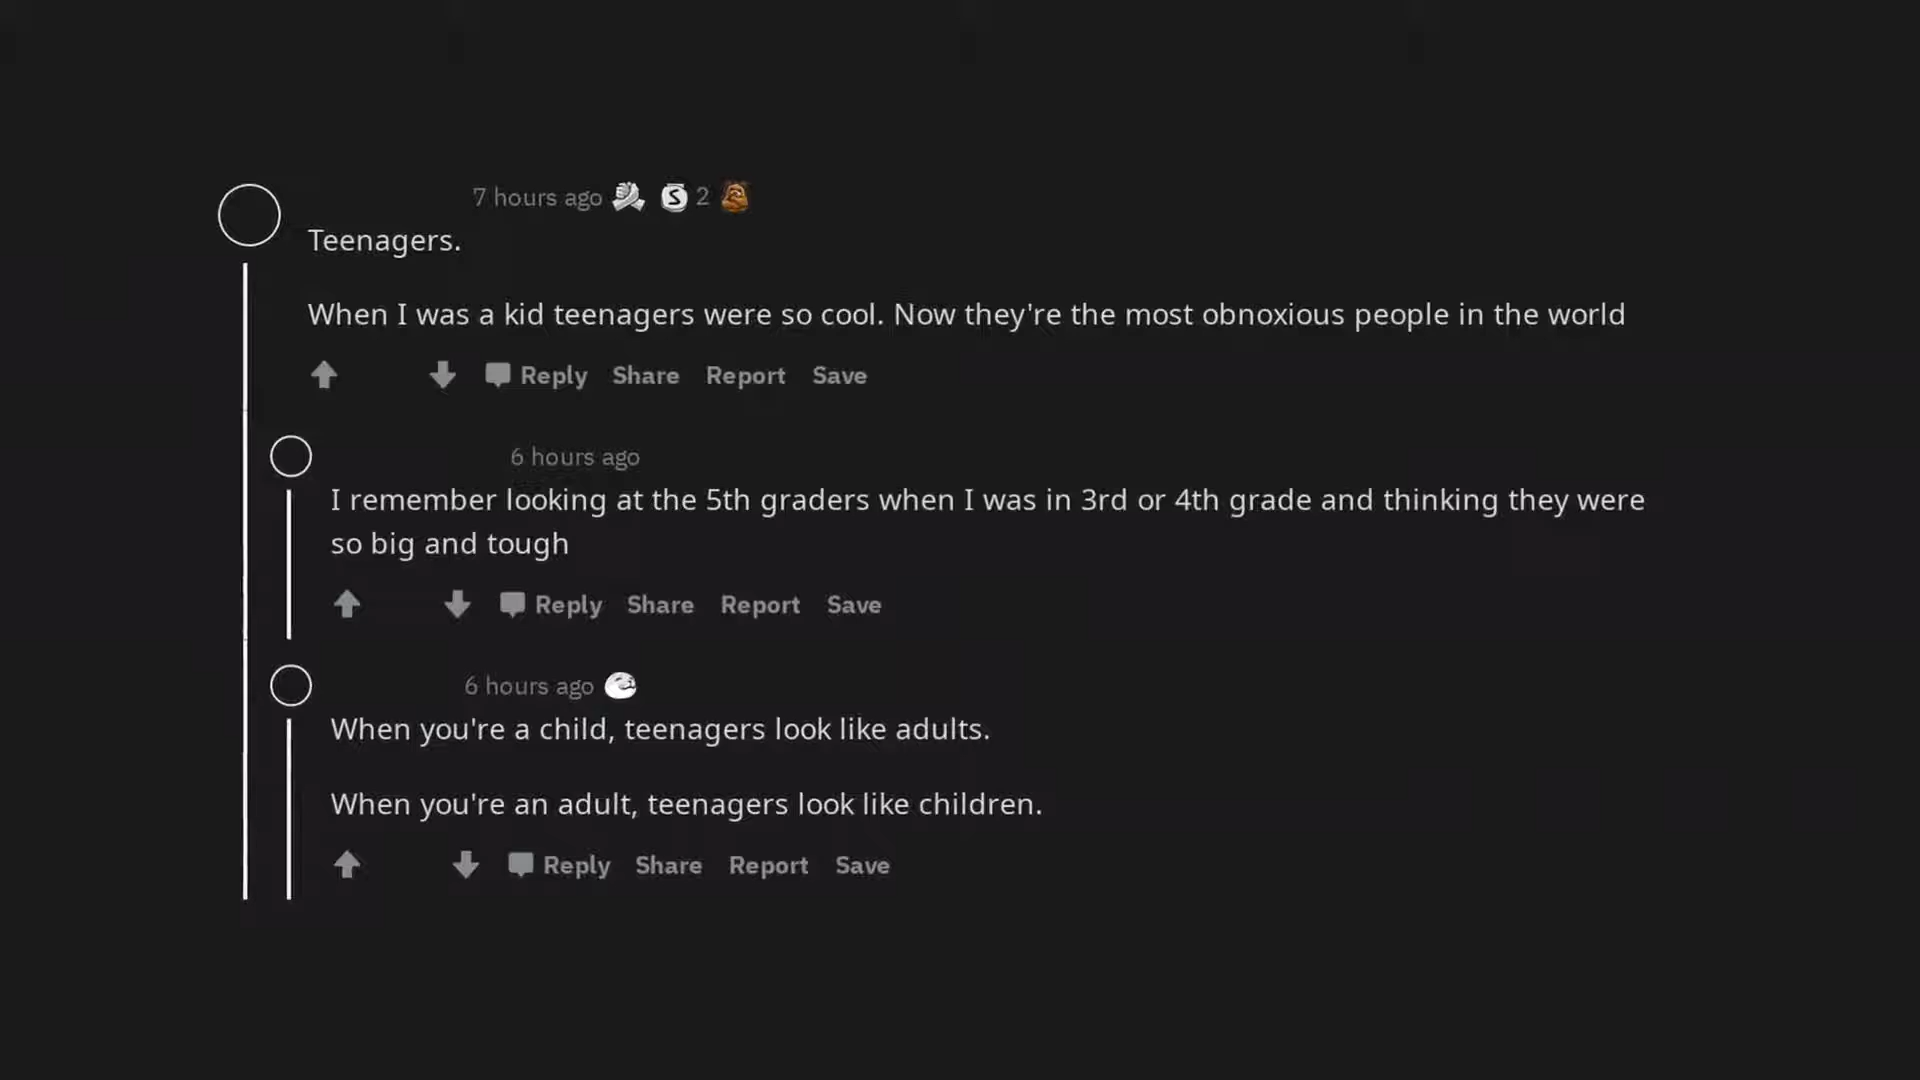 7 hours ago S 2
Teenagers.
When I was a kid teenagers were so cool. Now they're the most obnoxious people in the world
Reply Share Report Save
6 hours ago
I remember looking at the 5th graders when I was in 3rd or 4th grade and thinking they were
so big and tough
Reply Share Report Save
6 hours ago
When you're a child, teenagers look like adults.
When you're an adult, teenagers look like children.
Reply Share Report Save